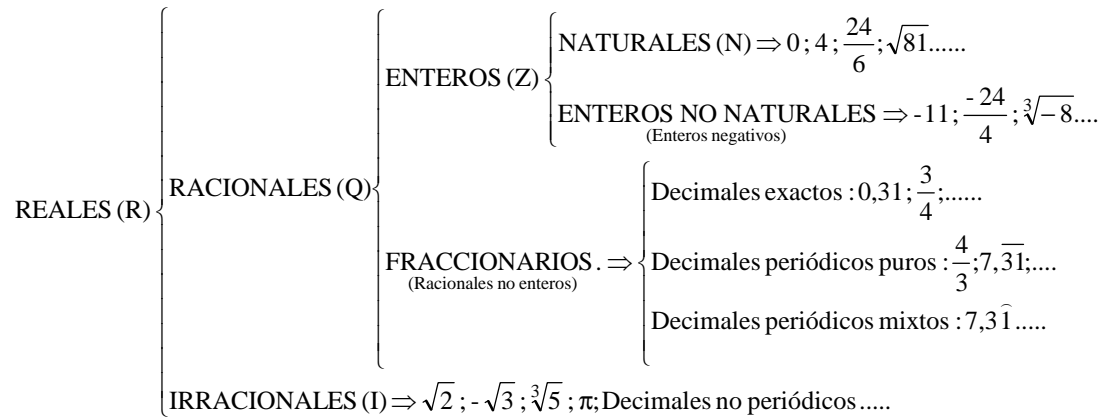 NATURALES (N) ⇒ 0 ; 4 ; 24/6 ; √81......
ENTEROS (Z)
ENTEROS NO NATURALES ⇒ -11 ; -24/4 ; ∛−8....
(Enteros negativos)
RACIONALES (Q)
REALES (R)
Decimales exactos : 0,31 ; 3/4 ;......
FRACCIONARIOS . ⇒
(Racionales no enteros)
Decimales periódicos puros : 4/3 ; 7,3̅1̅;....
Decimales periódicos mixtos : 7,31̑ .....
IRRACIONALES (I) ⇒ √2 ; -√3 ; ∛5 ; π; Decimales no periódicos .....